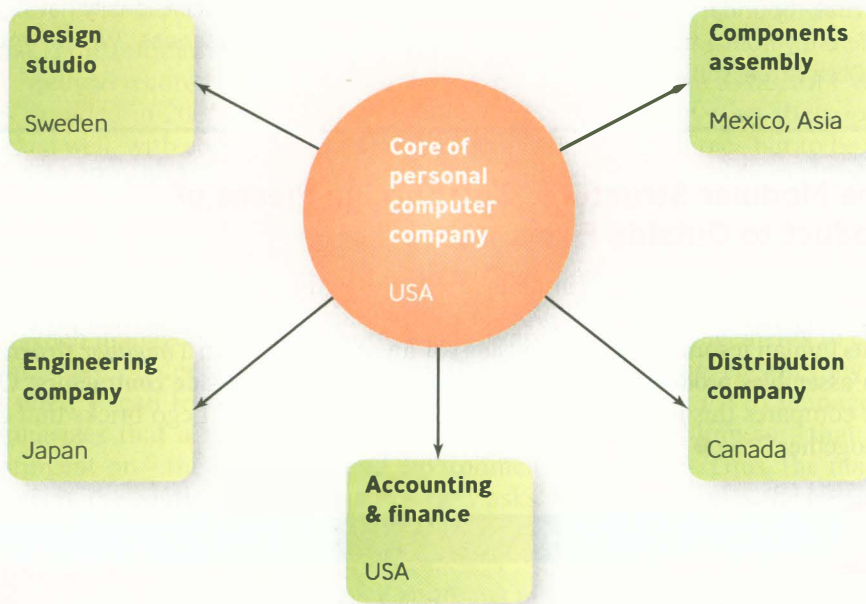 Design
studio
Sweden
Components
assembly
Mexico, Asia
Core of
personal
computer
company
USA
Engineering
company
Japan
Distribution
company
Canada
Accounting
& finance
USA